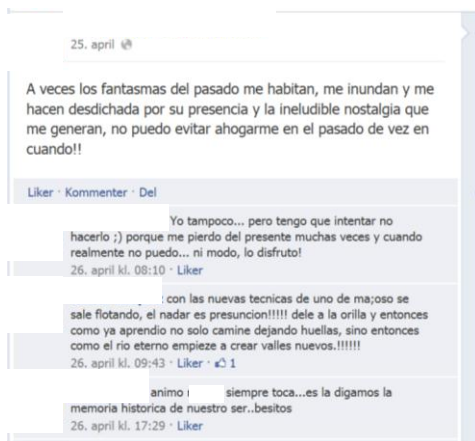 25. april
A veces los fantasmas del pasado me habitan, me inundan y me
hacen desdichada por su presencia y la ineludible nostalgia que
me generan, no puedo evitar ahogarme en el pasado de vez en
cuando!!
Liker · Kommenter · Del
Yo tampoco... pero tengo que intentar no
hacerlo ;) porque me pierdo del presente muchas veces y cuando
realmente no puedo... ni modo, lo disfruto!
26. april kl. 08:10 · Liker
con las nuevas tecnicas de uno de ma;oso se
sale flotando, el nadar es presuncion!!!!! dele a la orilla y entonces
como ya aprendio no solo camine dejando huellas, sino entonces
como el rio eterno empieze a crear valles nuevos.!!!!!!
26. april kl. 09:43 · Liker · 1
animo siempre toca...es la digamos la
memoria historica de nuestro ser..besitos
26. april kl. 17:29 · Liker